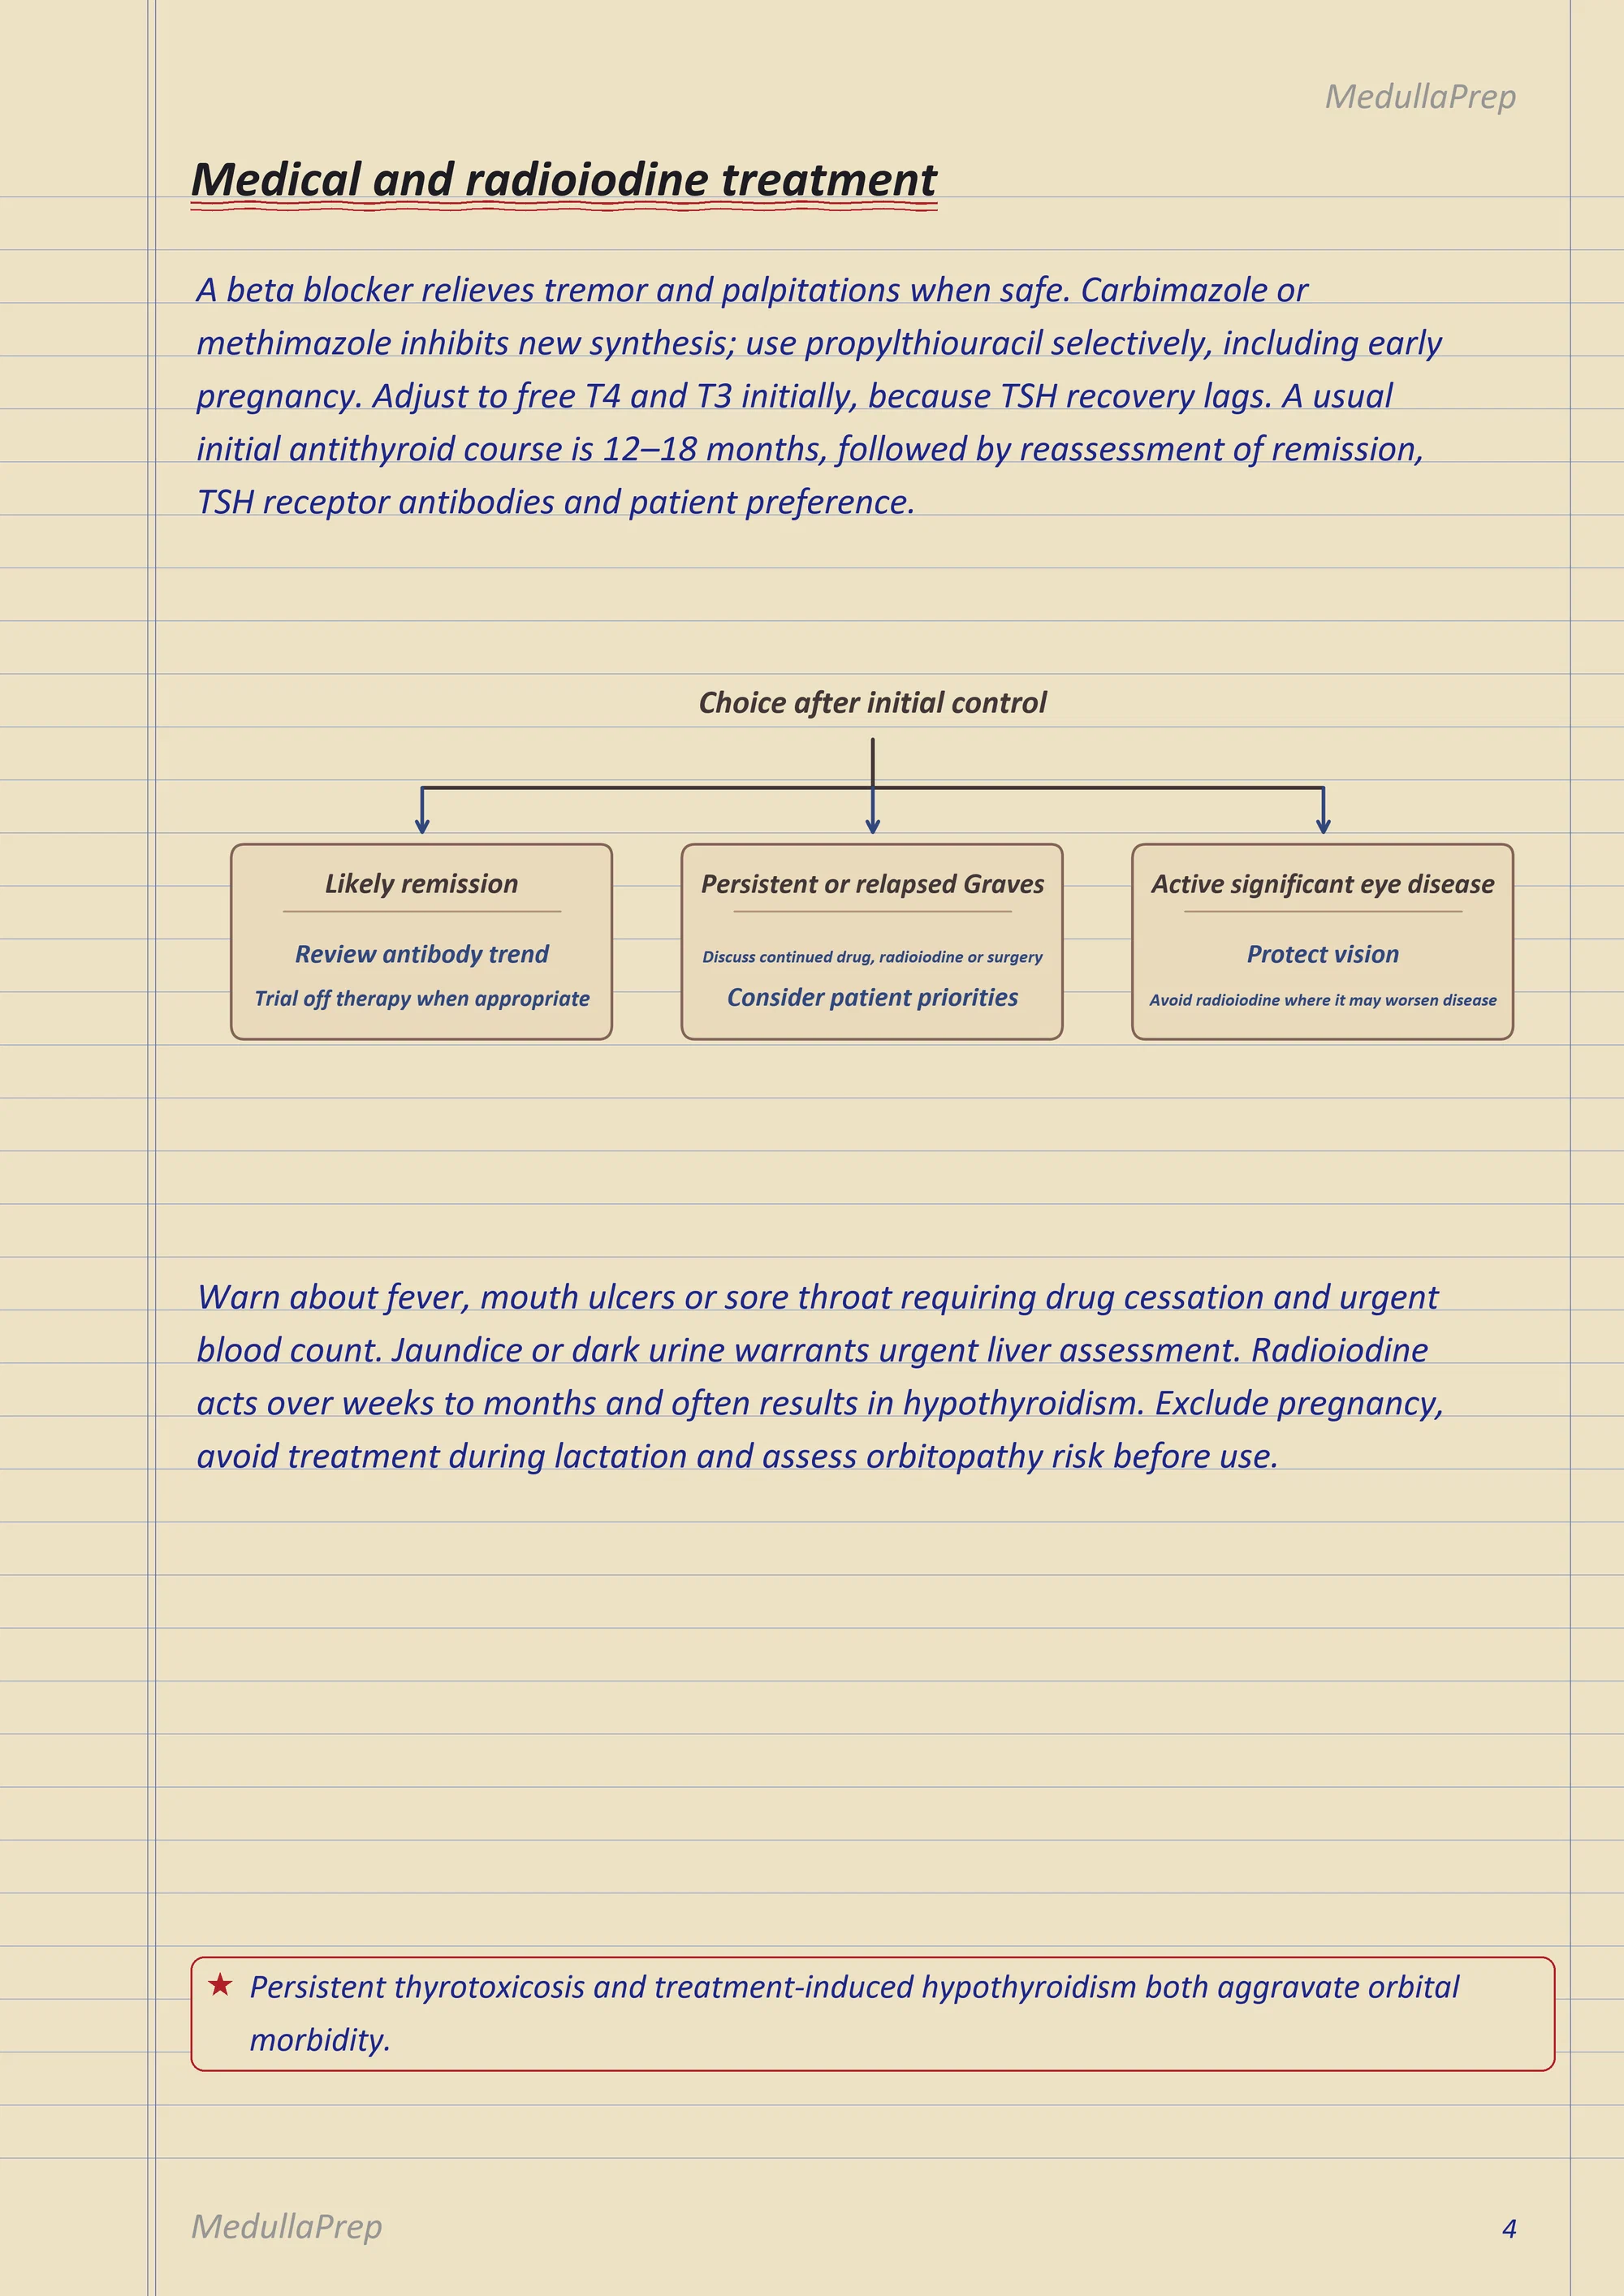 MedullaPrep
Medical and radioiodine treatment
A beta blocker relieves tremor and palpitations when safe. Carbimazole or
methimazole inhibits new synthesis; use propylthiouracil selectively, including early
pregnancy. Adjust to free T4 and T3 initially, because TSH recovery lags. A usual
initial antithyroid course is 12–18 months, followed by reassessment of remission,
TSH receptor antibodies and patient preference.
Choice after initial control
Likely remission
Review antibody trend
Trial off therapy when appropriate
Persistent or relapsed Graves
Discuss continued drug, radioiodine or surgery
Consider patient priorities
Active significant eye disease
Protect vision
Avoid radioiodine where it may worsen disease
Warn about fever, mouth ulcers or sore throat requiring drug cessation and urgent
blood count. Jaundice or dark urine warrants urgent liver assessment. Radioiodine
acts over weeks to months and often results in hypothyroidism. Exclude pregnancy,
avoid treatment during lactation and assess orbitopathy risk before use.
★ Persistent thyrotoxicosis and treatment-induced hypothyroidism both aggravate orbital
morbidity.
MedullaPrep
4